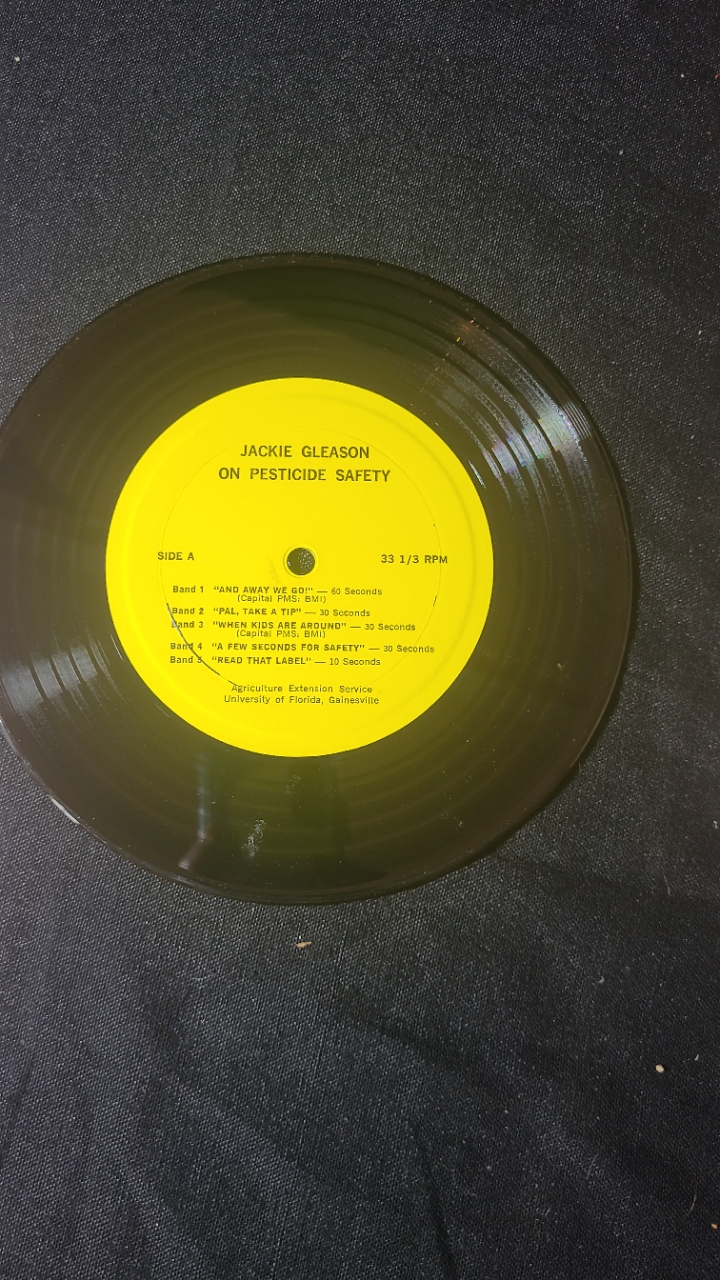 JACKIE GLEASON
ON PESTICIDE SAFETY
SIDE A 33 1/3 RPM
Band 1 "AND AWAY WE GO!" — 60 Seconds
(Capital PMS: BMI)
Band 2 "PAL, TAKE A TIP" — 30 Seconds
Band 3 "WHEN KIDS ARE AROUND" — 30 Seconds
(Capital PMS: BMI)
Band 4 "A FEW SECONDS FOR SAFETY" — 30 Seconds
Band 5 "READ THAT LABEL" — 10 Seconds
Agriculture Extension Service
University of Florida, Gainesville